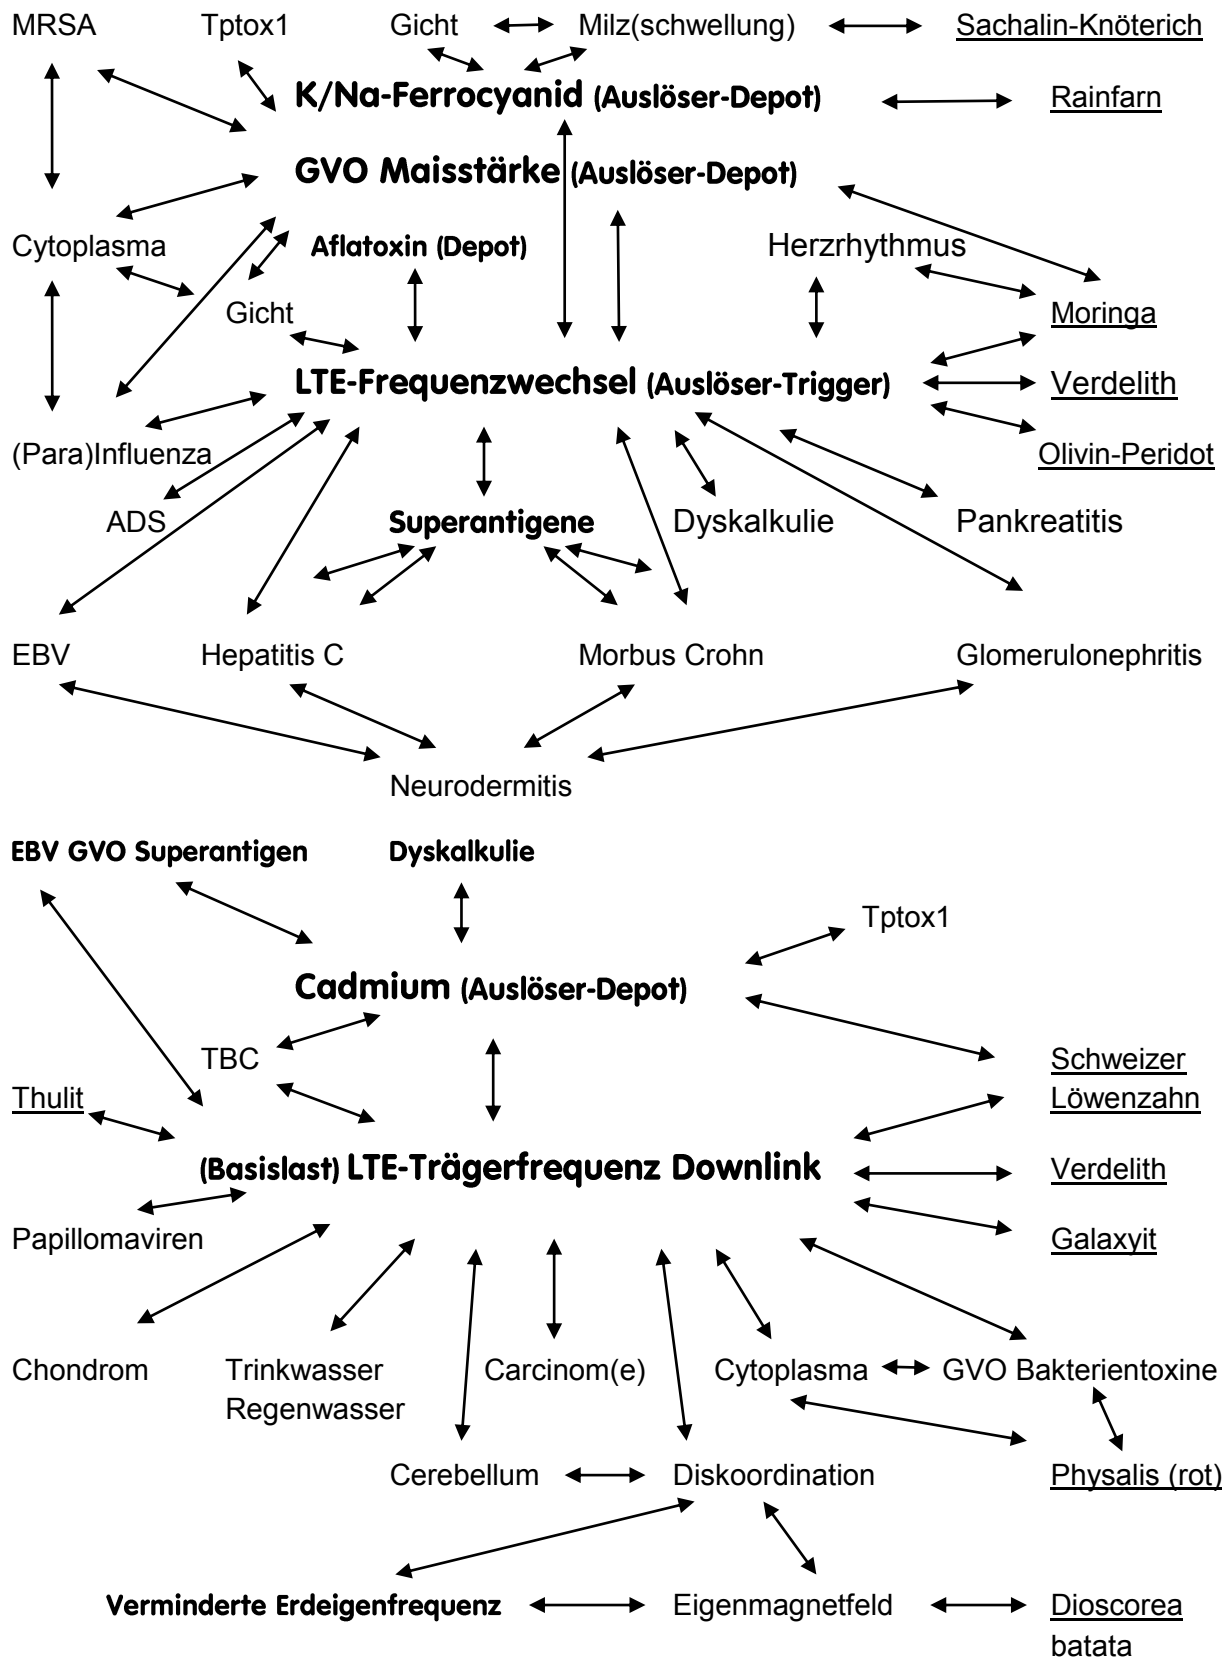 MRSA Tptox1 Gicht Milz(schwellung) Sachalin-Knöterich
K/Na-Ferrocyanid (Auslöser-Depot) Rainfarn
GVO Maisstärke (Auslöser-Depot)
Cytoplasma Aflatoxin (Depot) Herzrhythmus
Gicht Moringa
LTE-Frequenzwechsel (Auslöser-Trigger) Verdelith
(Para)Influenza Olivin-Peridot
ADS Superantigene Dyskalkulie Pankreatitis
EBV Hepatitis C Morbus Crohn Glomerulonephritis
Neurodermitis
EBV GVO Superantigen Dyskalkulie
Tptox1
Cadmium (Auslöser-Depot)
TBC Schweizer
Thulit Löwenzahn
(Basislast) LTE-Trägerfrequenz Downlink Verdelith
Papillomaviren Galaxyit
Chondrom Trinkwasser Carcinom(e) Cytoplasma GVO Bakterientoxine
Regenwasser
Cerebellum Diskoordination Physalis (rot)
Verminderte Erdeigenfrequenz Eigenmagnetfeld Dioscorea
batata